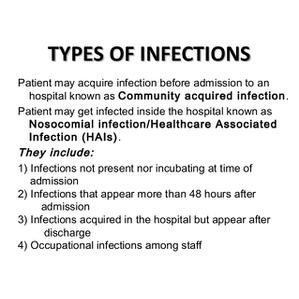 TYPES OF INFECTIONS
Patient may acquire infection before admission to an
hospital known as Community acquired infection.
Patient may get infected inside the hospital known as
Nosocomial infection/Healthcare Associated
Infection (HAIs).
They include:
1) Infections not present nor incubating at time of
admission
2) Infections that appear more than 48 hours after
admission
3) Infections acquired in the hospital but appear after
discharge
4) Occupational infections among staff